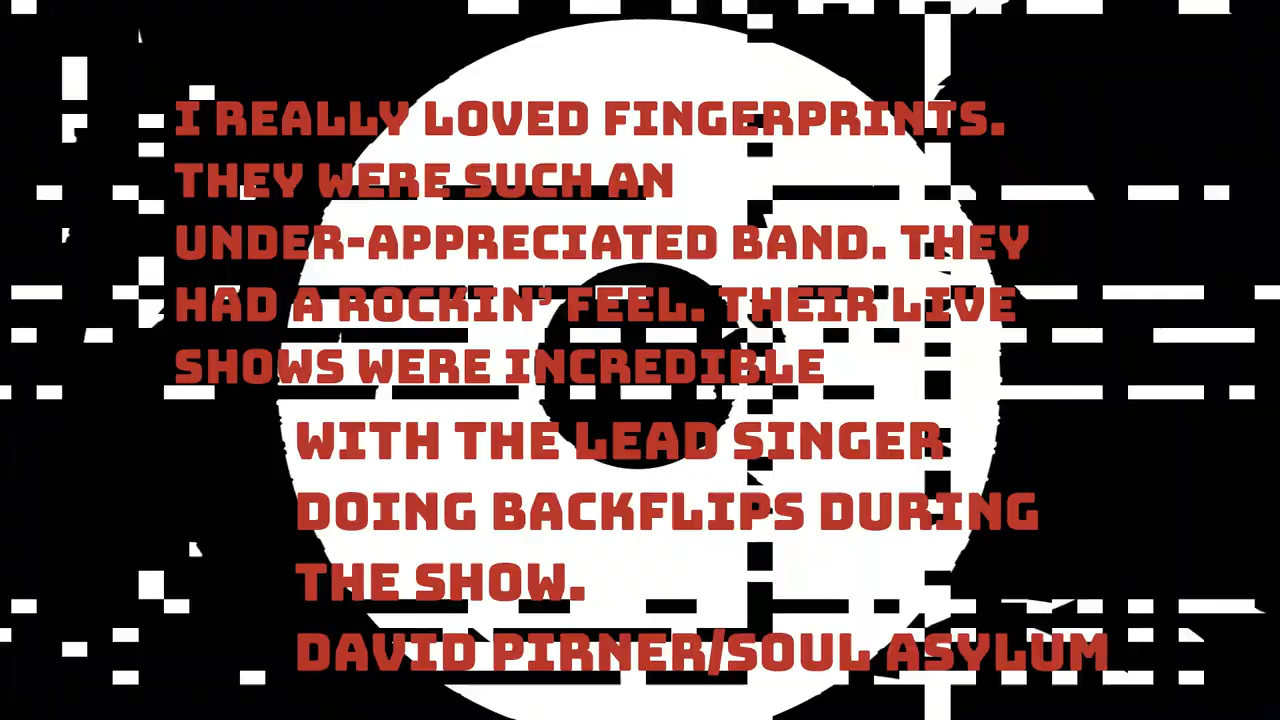 I REALLY LOVED FINGERPRINTS.
THEY WERE SUCH AN
UNDER-APPRECIATED BAND. THEY
HAD A ROCKIN' FEEL. THEIR LIVE
SHOWS WERE INCREDIBLE
WITH THE LEAD SINGER
DOING BACKFLIPS DURING
THE SHOW.
DAVID PIRNER/SOUL ASYLUM